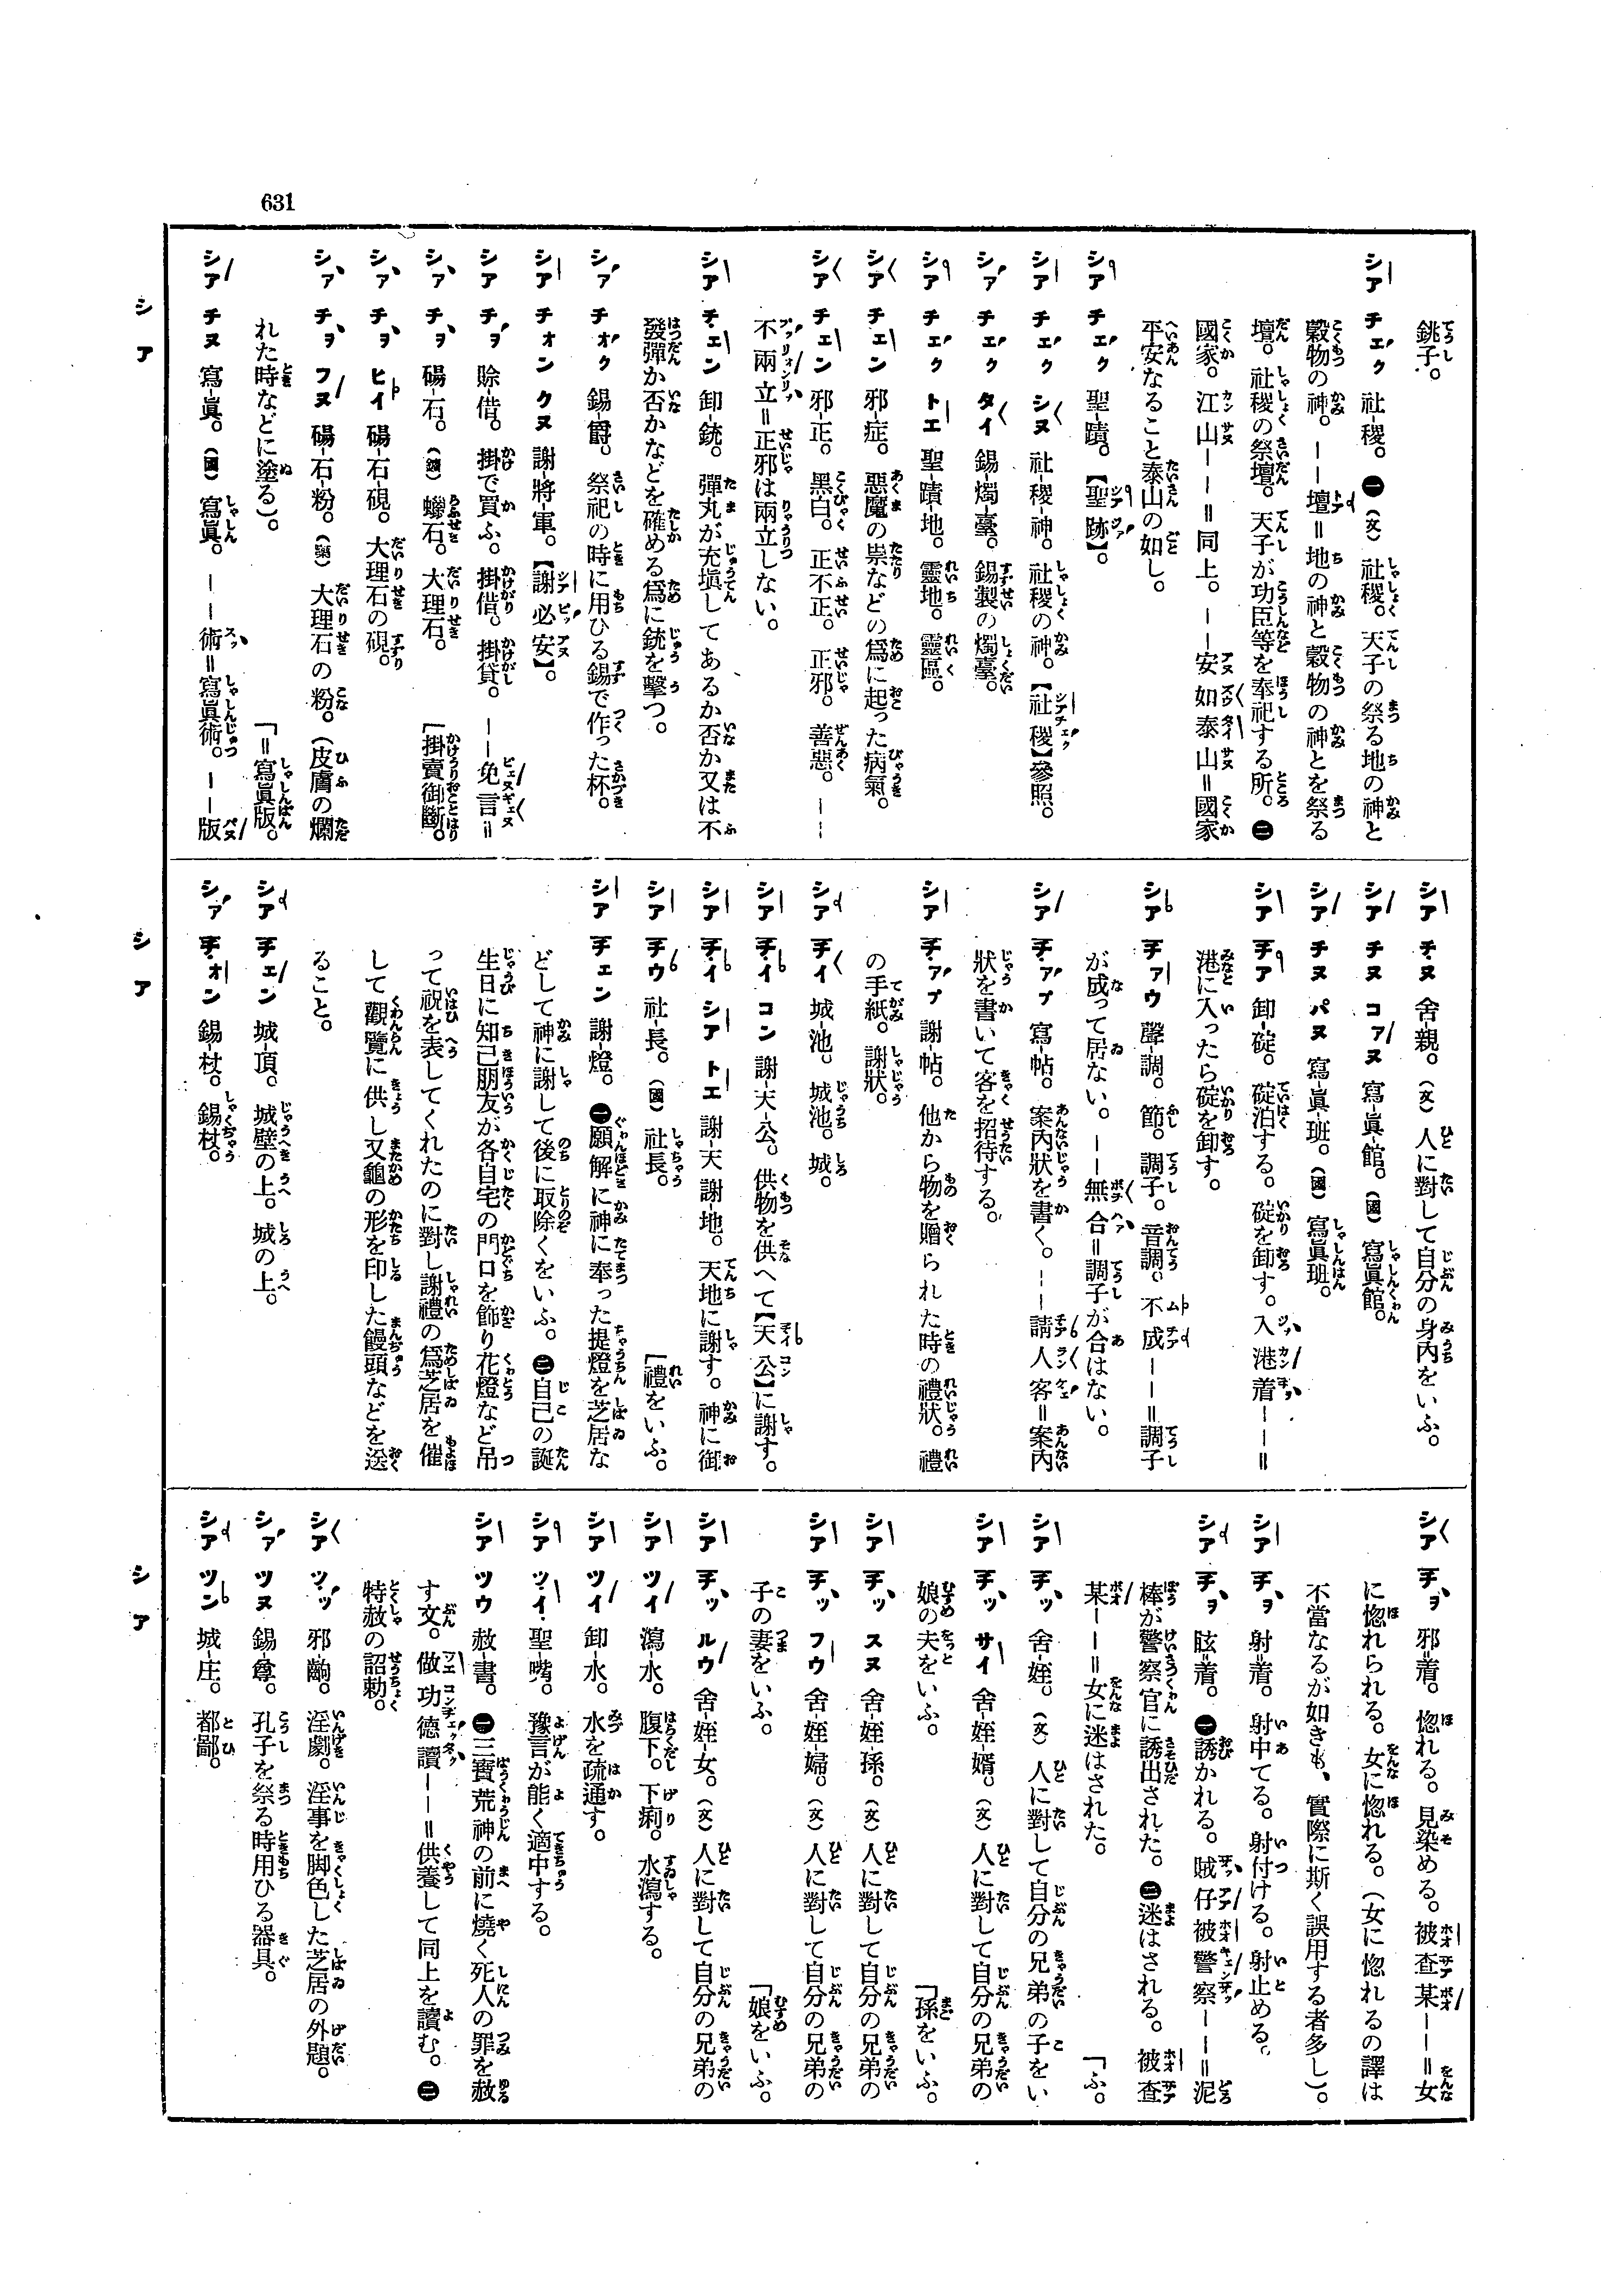 631
銚子。
シア チェク 社-稷。㊀(文)社稷。天子の祭る地の神と
穀物の神。——壇=地の神と穀物の神とを祭る
壇。社稷の祭壇。天子が功臣等を奉祀する所。㊁
國家。江山——=同上。——安如泰山=國家
平安なること泰山の如し。
シア チェク 聖-蹟。【聖跡】。
シア チェク シヌ 社-稷-神。社稷の神。【社稷】參照。
シァ チェク タイ 錫-燭-臺。錫製の燭臺。
シア チェク トエ 聖-蹟-地。靈地。靈區。
シア チェン 邪-症。惡魔の祟などの爲に起った病氣。
シア チェン 邪-正。黑白。正不正。正邪。善惡。——
不兩立=正邪は兩立しない。
シア チェン 卸-銃。彈丸が充塡してあるか否か又は不
發彈か否かなどを確める爲に銃を擊つ。
シァ チォク 錫-爵。祭祀の時に用ひる錫で作った杯。
シア チォン クヌ 謝-將-軍。【謝必安】。
シア チヲ 賒-借。掛で買ふ。掛借。掛貸。——免言=
シァ チヲ 碭-石。(鑛)蠟石。大理石。「掛賣御斷。
シァ チヲ ヒイ 碭-石-硯。大理石の硯。
シァ チヲ フヌ 碭-石-粉。(藥)大理石の粉。(皮膚の爛
れた時などに塗る)。「=寫眞版。
シア チヌ 寫-眞。(國)寫眞。——術=寫眞術。——版
シア
シア チヌ 舍-親。(文)人に對して自分の身內をいふ。
シア チヌ コァヌ 寫-眞-館。(國)寫眞館。
シア チヌ パヌ 寫-眞-班。(國)寫眞班。
シア チァ 卸-碇。碇泊する。碇を卸す。入港着——=
港に入ったら碇を卸す。
シア チァウ 聲-調。節。調子。音調。不成——=調子
が成って居ない。——無合=調子が合はない。
シア チァプ 寫-帖。案內狀を書く。——請人客=案內
狀を書いて客を招待する。
シア チァプ 謝-帖。他から物を贈られた時の禮狀。禮
の手紙。謝狀。
シア チイ 城-池。城池。城。
シア チイ コン 謝-天-公。供物を供へて【天公】に謝す。
シア チイ シア トエ 謝-天 謝-地。天地に謝す。神に御
シア チウ 社-長。(國)社長。「禮をいふ。
シア チェン 謝-燈。㊀願解に神に奉った提燈を芝居な
どして神に謝して後に取除くをいふ。㊁自己の誕
生日に知己朋友が各自宅の門口を飾り花燈など吊
って祝を表してくれたのに對し謝禮の爲芝居を催
して觀覽に供し又龜の形を印した饅頭などを送
ること。
シア チェン 城-頂。城壁の上。城の上。
シァ チォン 錫-杖。錫杖。
シア
シア チヲ 邪=着。惚れる。見染める。被査某——=女
に惚れられる。女に惚れる。(女に惚れるの譯は
不當なるが如きも、實際に斯く誤用する者多し)。
シア チヲ 射=着。射中てる。射付ける。射止める。
シア チヲ 眩=着。㊀誘かれる。賊仔被警察——=泥
棒が警察官に誘出された。㊁迷はされる。被査
某——=女に迷はされた。「ふ。
シア チッ 舍-姪。(文)人に對して自分の兄弟の子をい
シア チッ サイ 舍-姪-婿。(文)人に對して自分の兄弟の
娘の夫をいふ。「孫をいふ。
シア チッ スヌ 舍-姪-孫。(文)人に對して自分の兄弟の
シア チッ フウ 舍-姪-婦。(文)人に對して自分の兄弟の
子の妻をいふ。「娘をいふ。
シア チッ ルウ 舍-姪-女。(文)人に對して自分の兄弟の
シア ツイ 瀉-水。腹下。下痢。水瀉する。
シア ツイ 卸-水。水を疏通す。
シア ツイ 聖-嘴。豫言が能く適中する。
シア ツウ 赦-書。㊀三寶荒神の前に燒く死人の罪を赦
す文。做功德讀——=供養して同上を讀む。㊁
特赦の詔勅。
シア ツッ 邪-齣。淫劇。淫事を脚色した芝居の外題。
シァ ツヌ 錫-尊。孔子を祭る時用ひる器具。
シア ツン 城-庄。都鄙。
シア